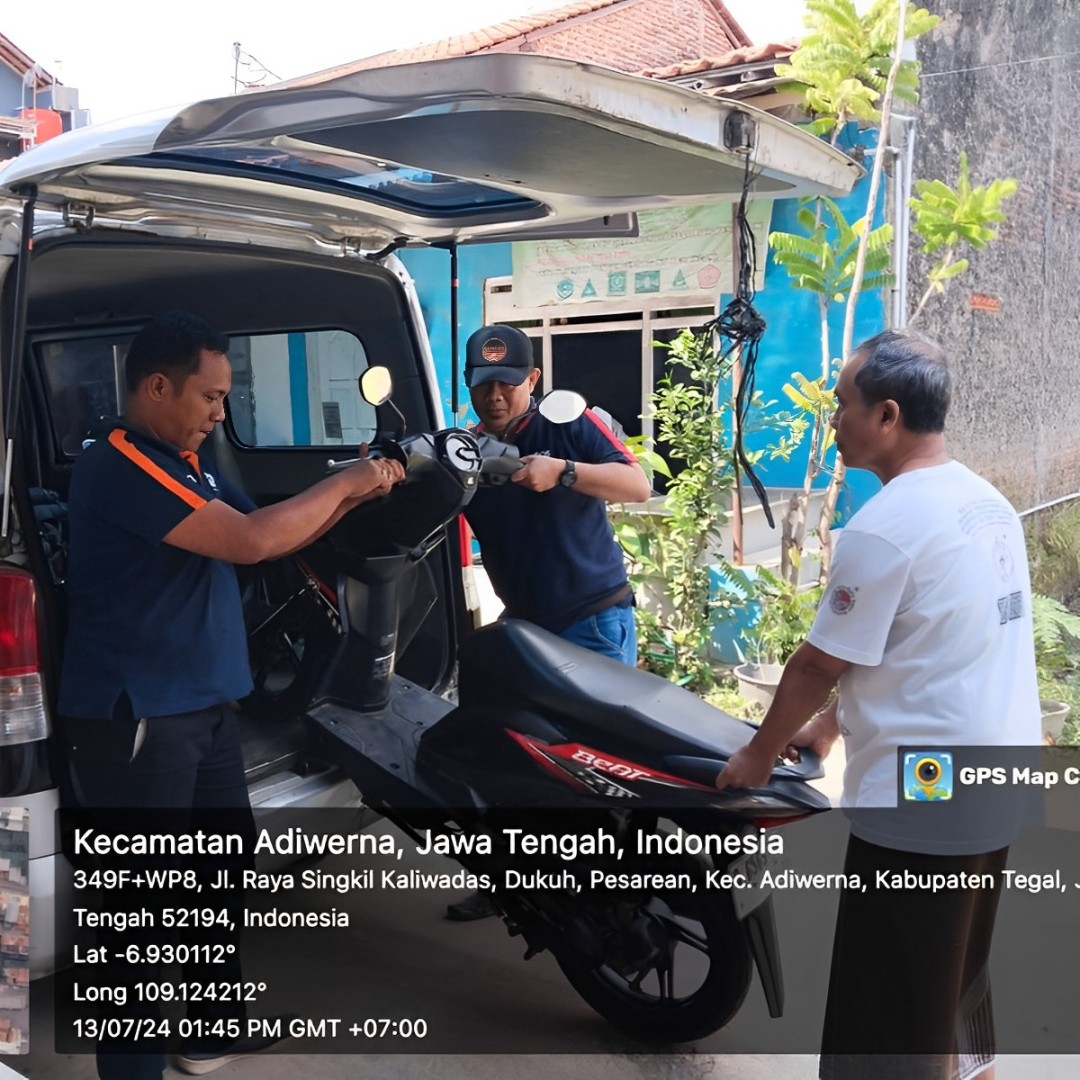 BeAT
GPS Map C
Kecamatan Adiwerna, Jawa Tengah, Indonesia
349F+WP8, Jl. Raya Singkil Kaliwadas, Dukuh, Pesarean, Kec. Adiwerna, Kabupaten Tegal, J
Tengah 52194, Indonesia
Lat -6.930112°
Long 109.124212°
13/07/24 01:45 PM GMT +07:00